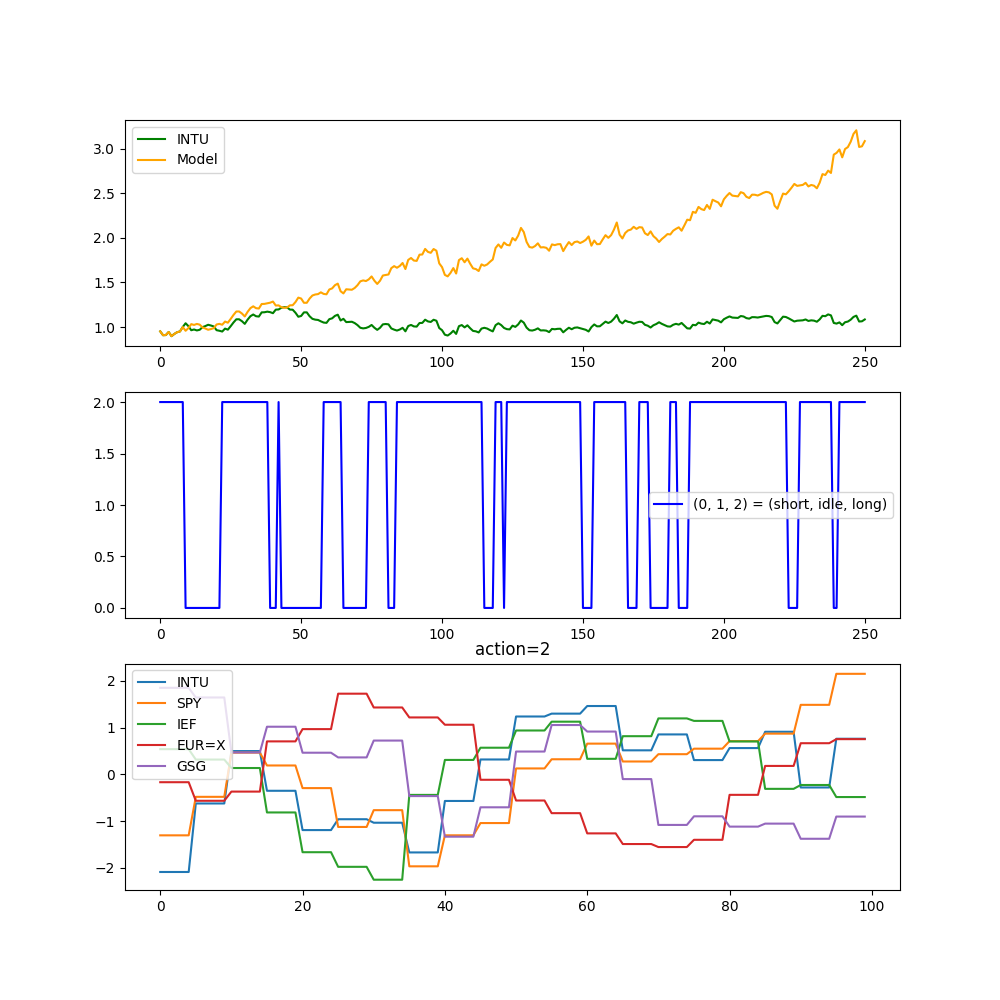 INTU
Model
3.0
2.5
2.0
1.5
1.0
0 50 100 150 200 250
2.0
1.5
1.0
0.5
0.0
(0, 1, 2) = (short, idle, long)
0 50 100 150 200 250
action=2
INTU
SPY
IEF
EUR=X
GSG
2
1
0
−1
−2
0 20 40 60 80 100